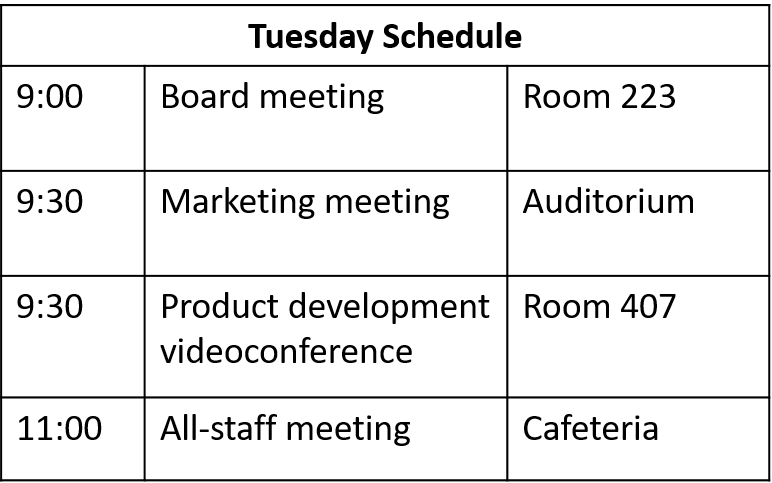 Tuesday Schedule
9:00 Board meeting Room 223
9:30 Marketing meeting Auditorium
9:30 Product development Room 407
videoconference
11:00 All-staff meeting Cafeteria